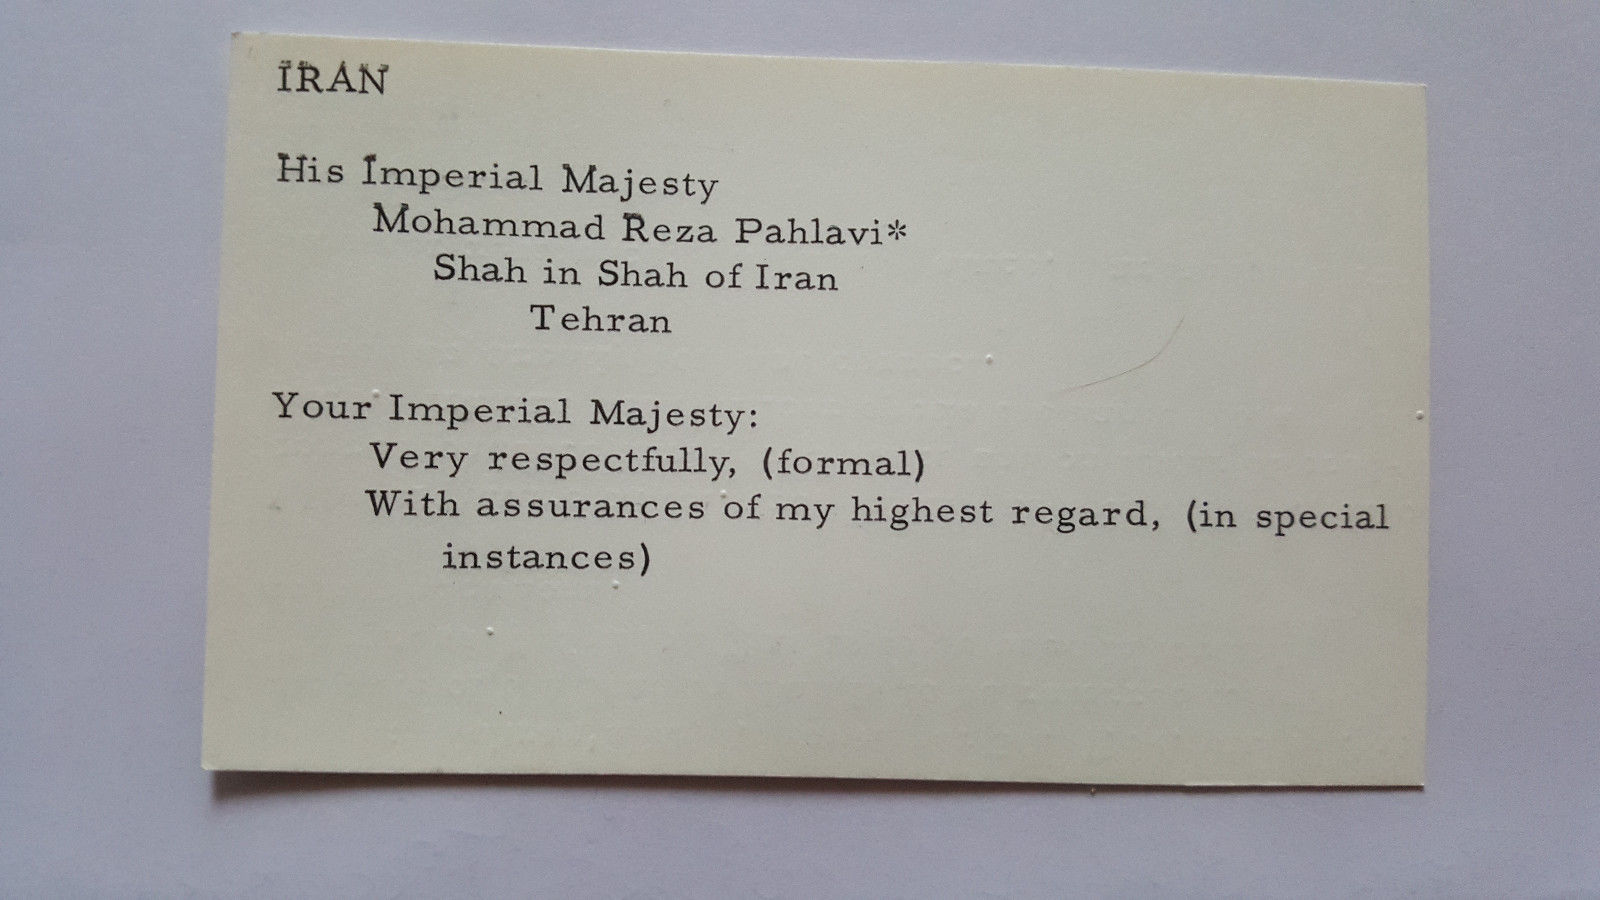 IRAN
His Imperial Majesty
Mohammad Reza Pahlavi*
Shah in Shah of Iran
Tehran
Your Imperial Majesty:
Very respectfully, (formal)
With assurances of my highest regard, (in special
instances)